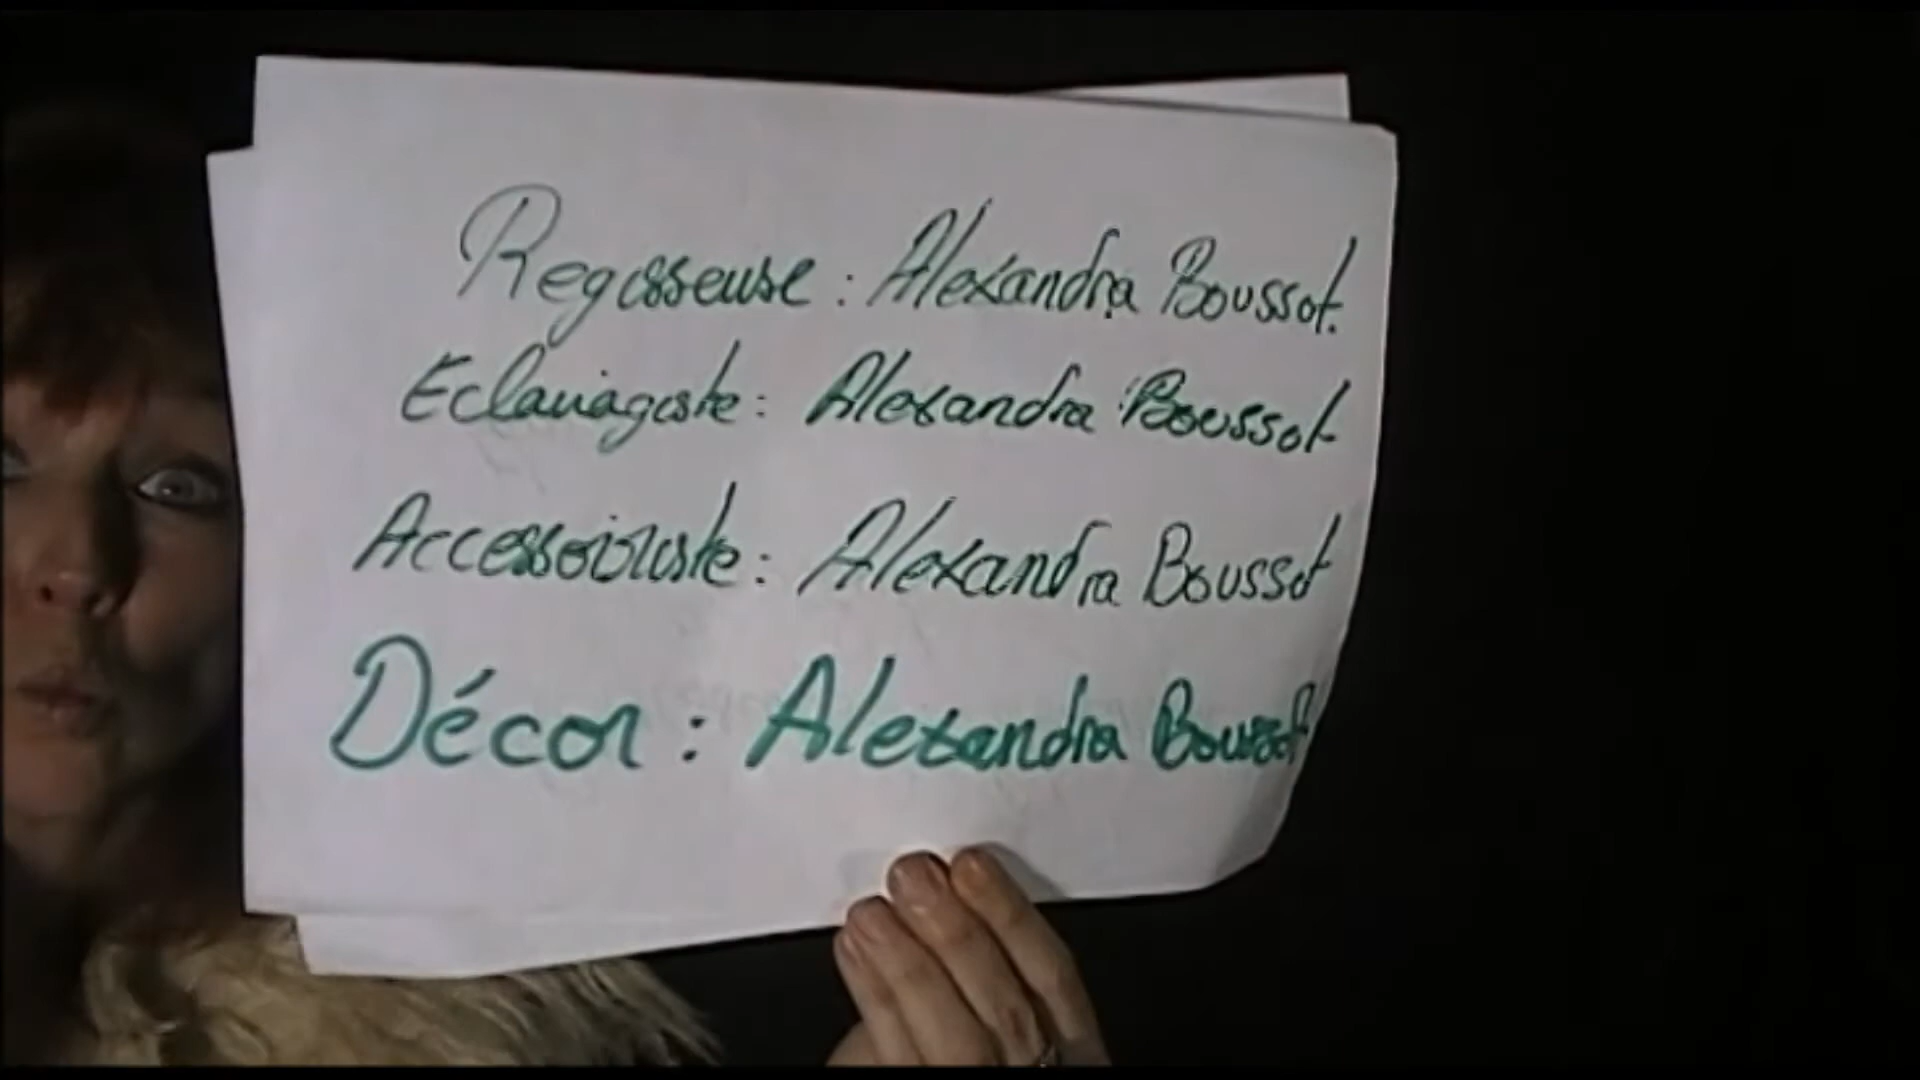 Regisseuse : Alexandra Boussot.
Eclairagiste : Alexandra Boussot
Accessoiriste : Alexandra Boussot
Décor : Alexandra Boussot